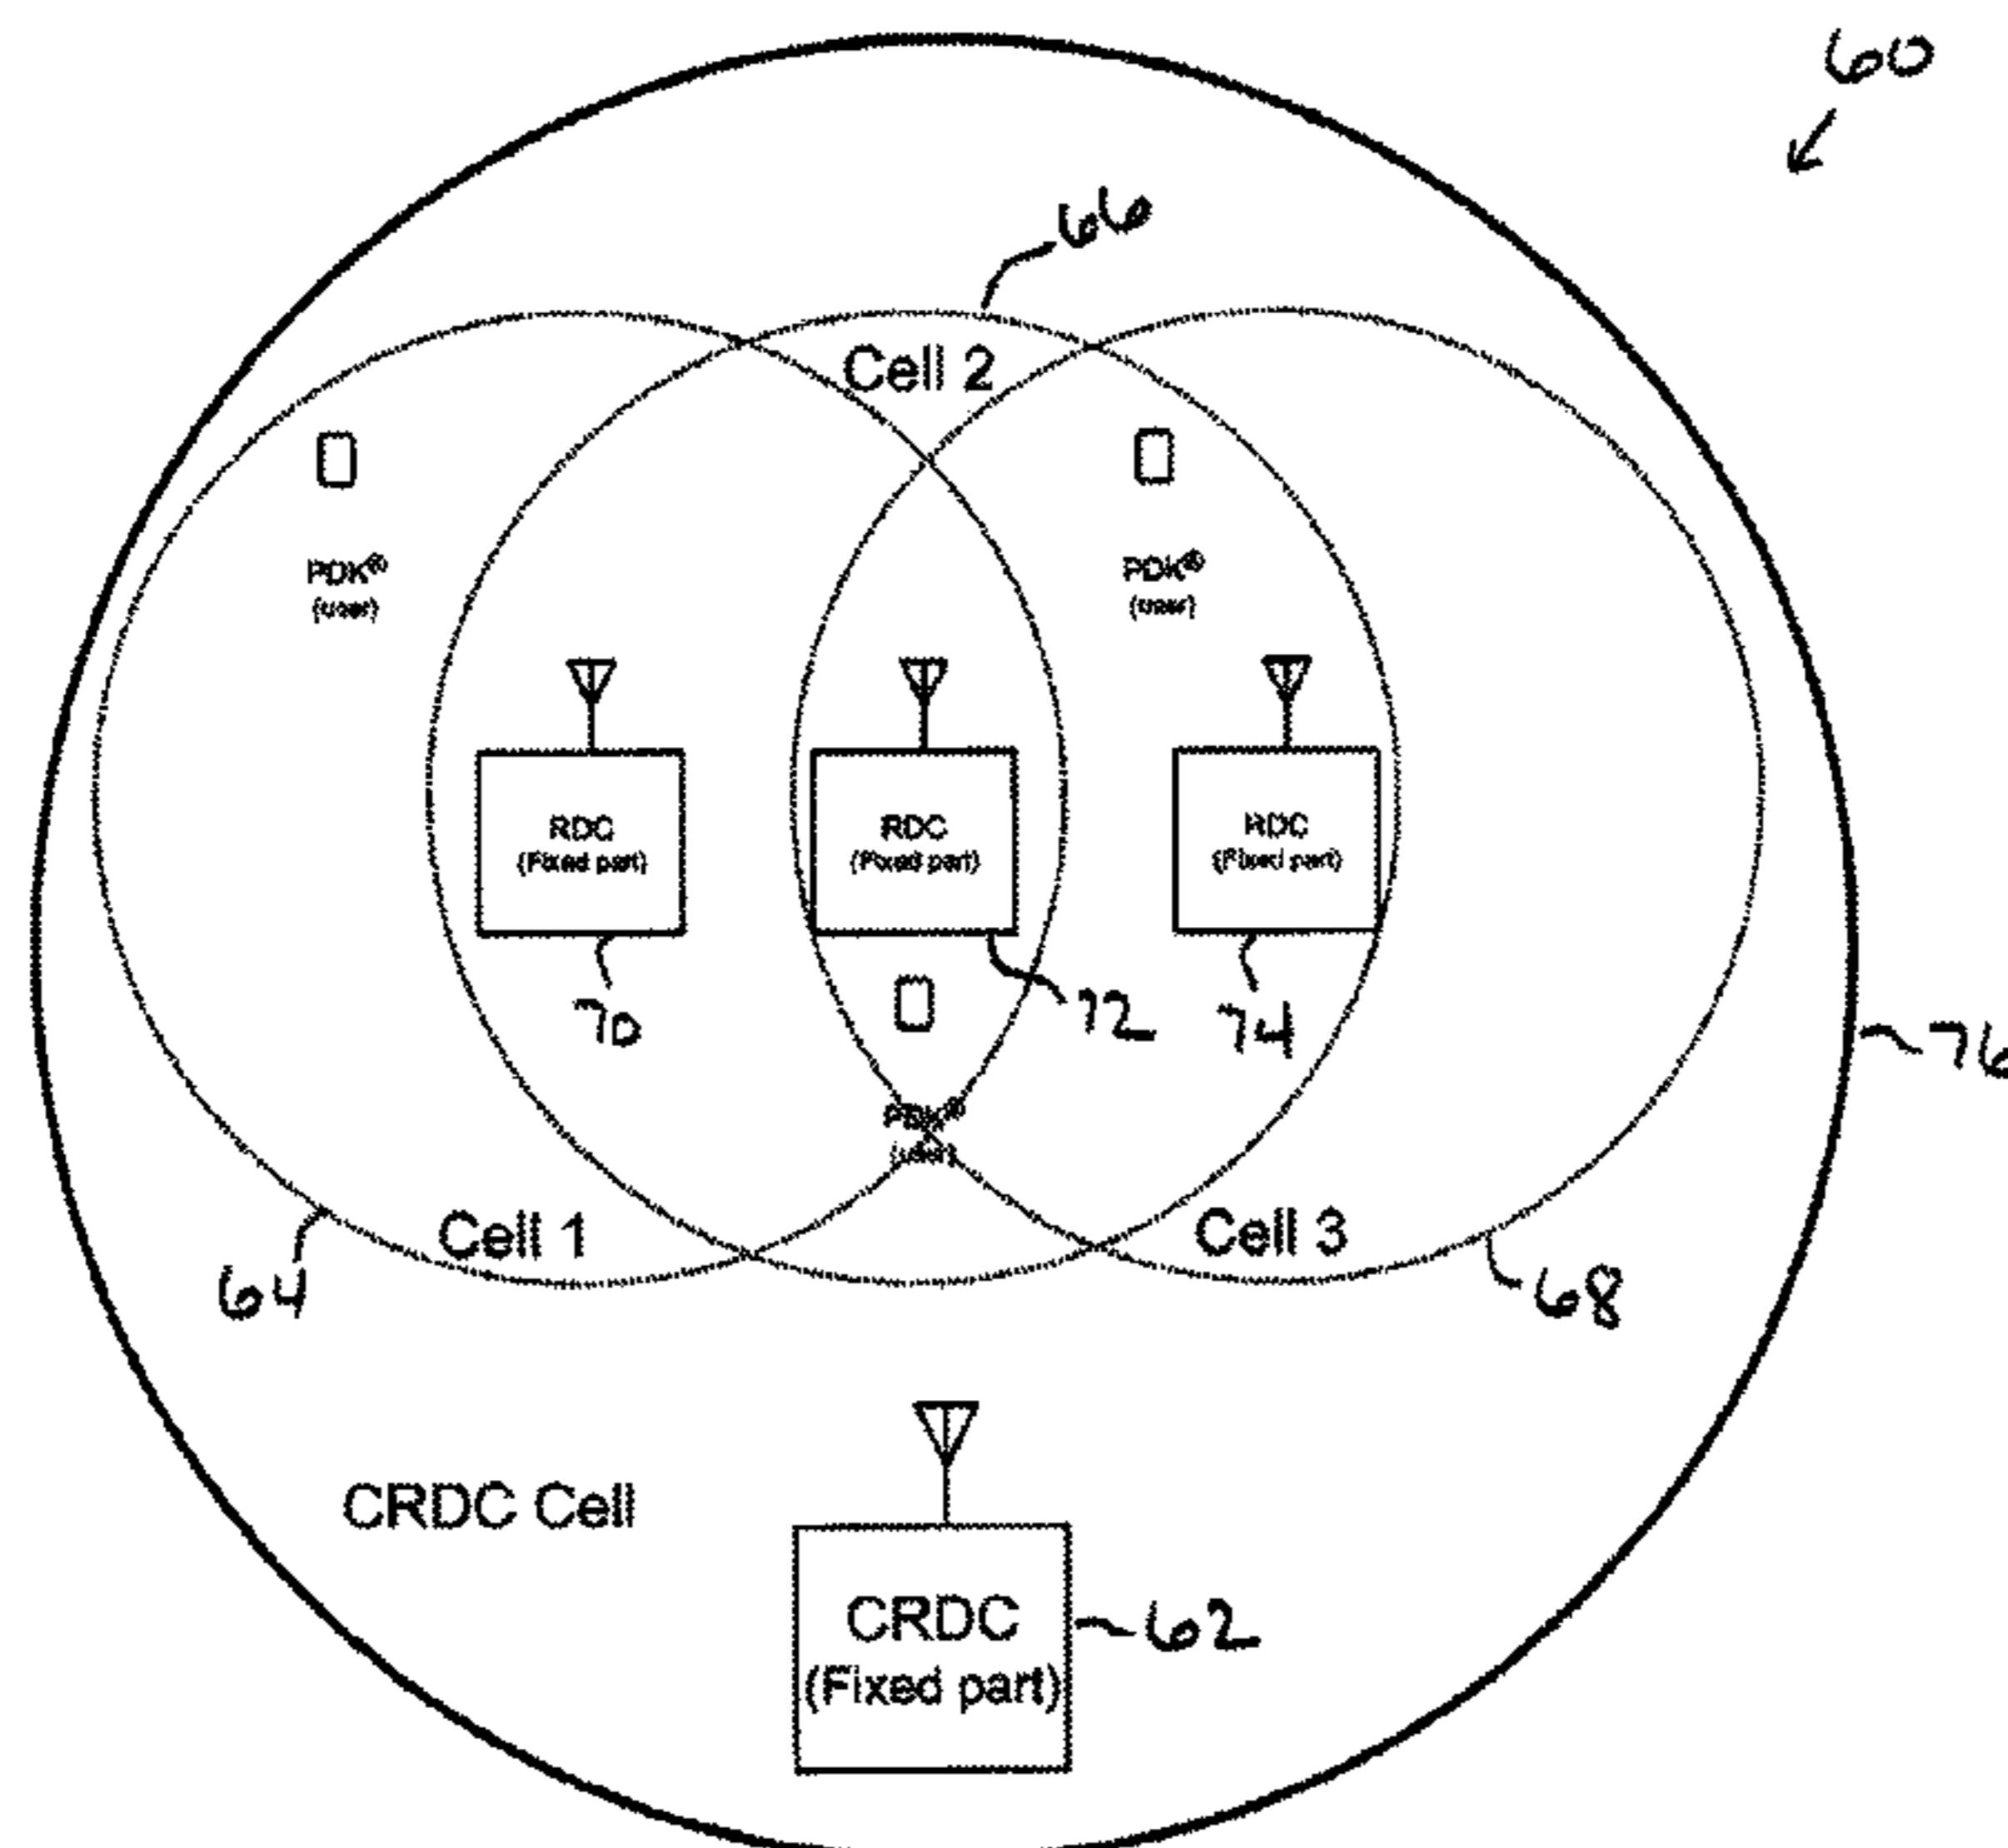 60
66
Cell 2
PDK®
(user)
PDK®
(user)
RDC
(Fixed part)
RDC
(Fixed part)
RDC
(Fixed part)
70
72
74
76
PDK®
(user)
Cell 1
Cell 3
64
68
CRDC Cell
CRDC
(Fixed part)
62